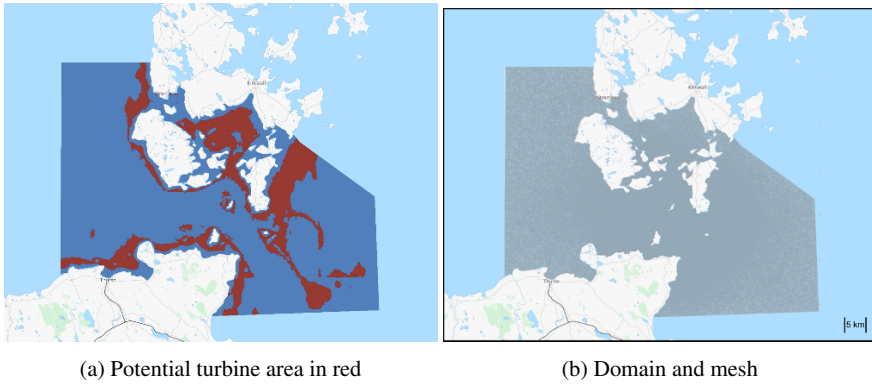 Kirkwall
Kirkwall
Thurso
Thurso
5 km
(a) Potential turbine area in red
(b) Domain and mesh